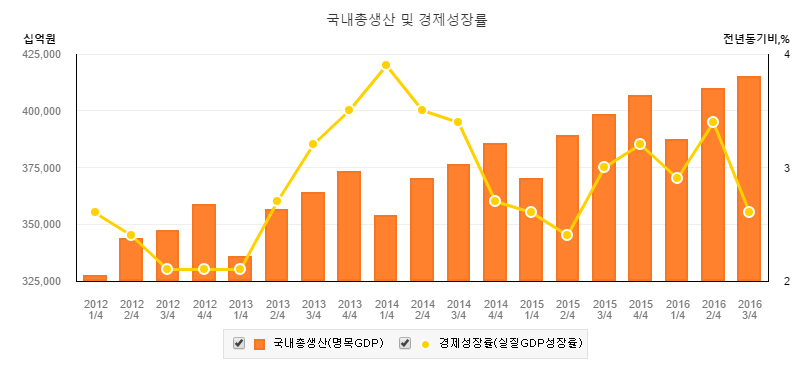 국내총생산 및 경제성장률
십억원 전년동기비,%
425,000 4
400,000
375,000 3
350,000
325,000 2
2012 2012 2012 2012 2013 2013 2013 2013 2014 2014 2014 2014 2015 2015 2015 2015 2016 2016 2016
1/4 2/4 3/4 4/4 1/4 2/4 3/4 4/4 1/4 2/4 3/4 4/4 1/4 2/4 3/4 4/4 1/4 2/4 3/4
국내총생산(명목GDP) 경제성장률(실질GDP성장률)